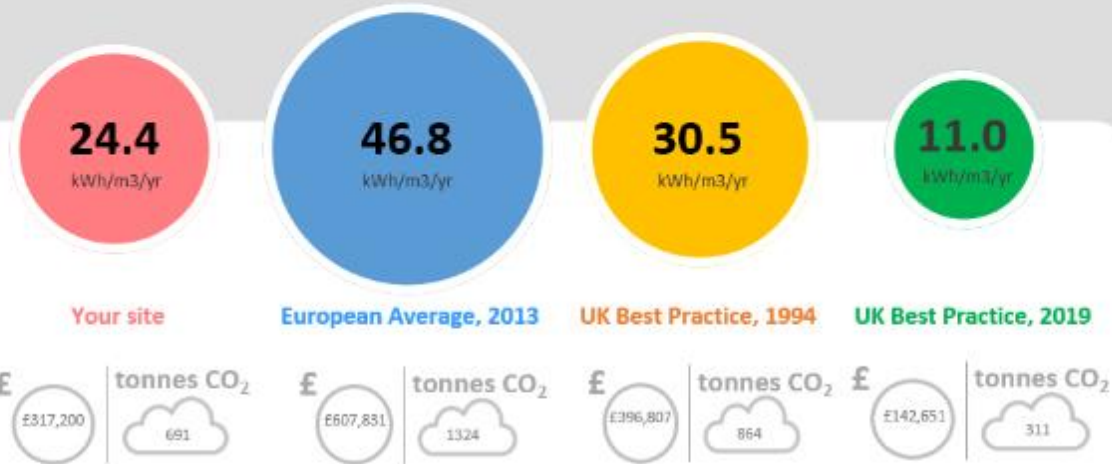 24.4
kWh/m3/yr
46.8
kWh/m3/yr
30.5
kWh/m3/yr
11.0
kWh/m3/yr
Your site
European Average, 2013
UK Best Practice, 1994
UK Best Practice, 2019
£
£317,200
tonnes CO₂
691
£
£607,831
tonnes CO₂
1324
£
£396,807
tonnes CO₂
864
£
£142,651
tonnes CO₂
311